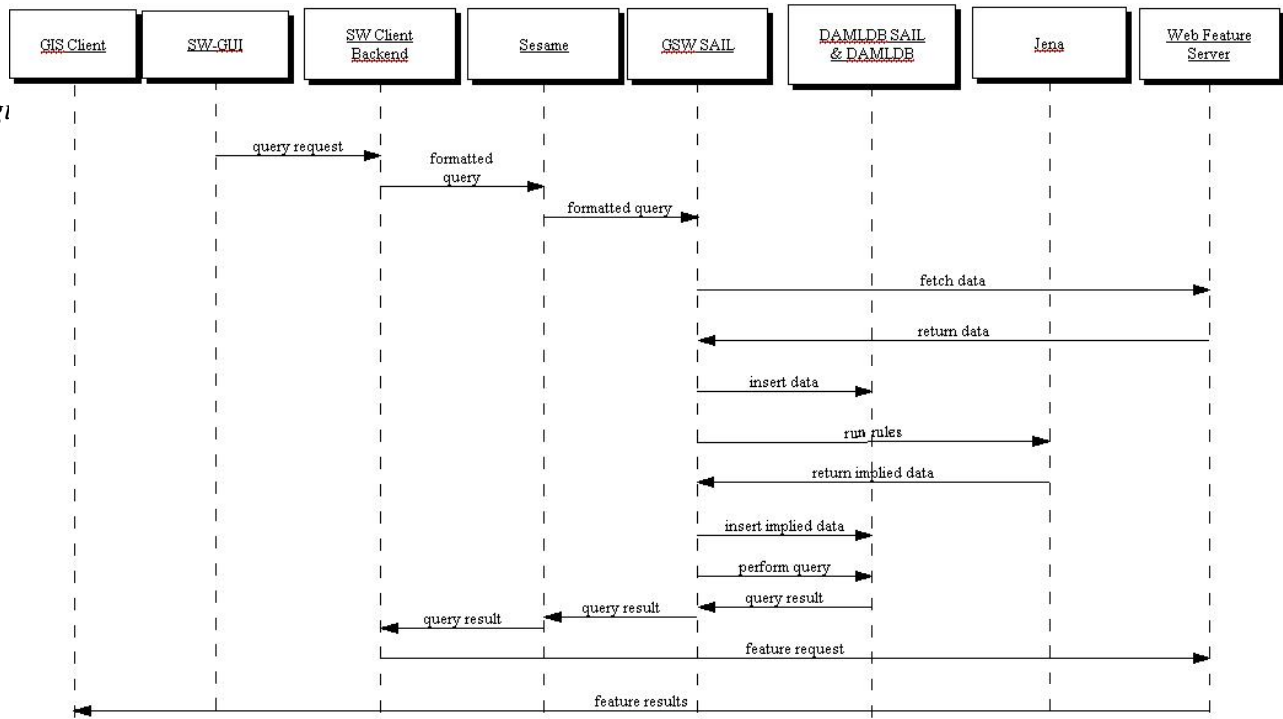 GIS Client
SW-GUI
SW Client
Backend
Sesame
GSW SAIL
DAMLDB SAIL
& DAMLDB
Jena
Web Feature
Server
query request
formatted
query
formatted query
fetch data
return data
insert data
run rules
return implied data
insert implied data
perform query
query result
query result
query result
feature request
feature results